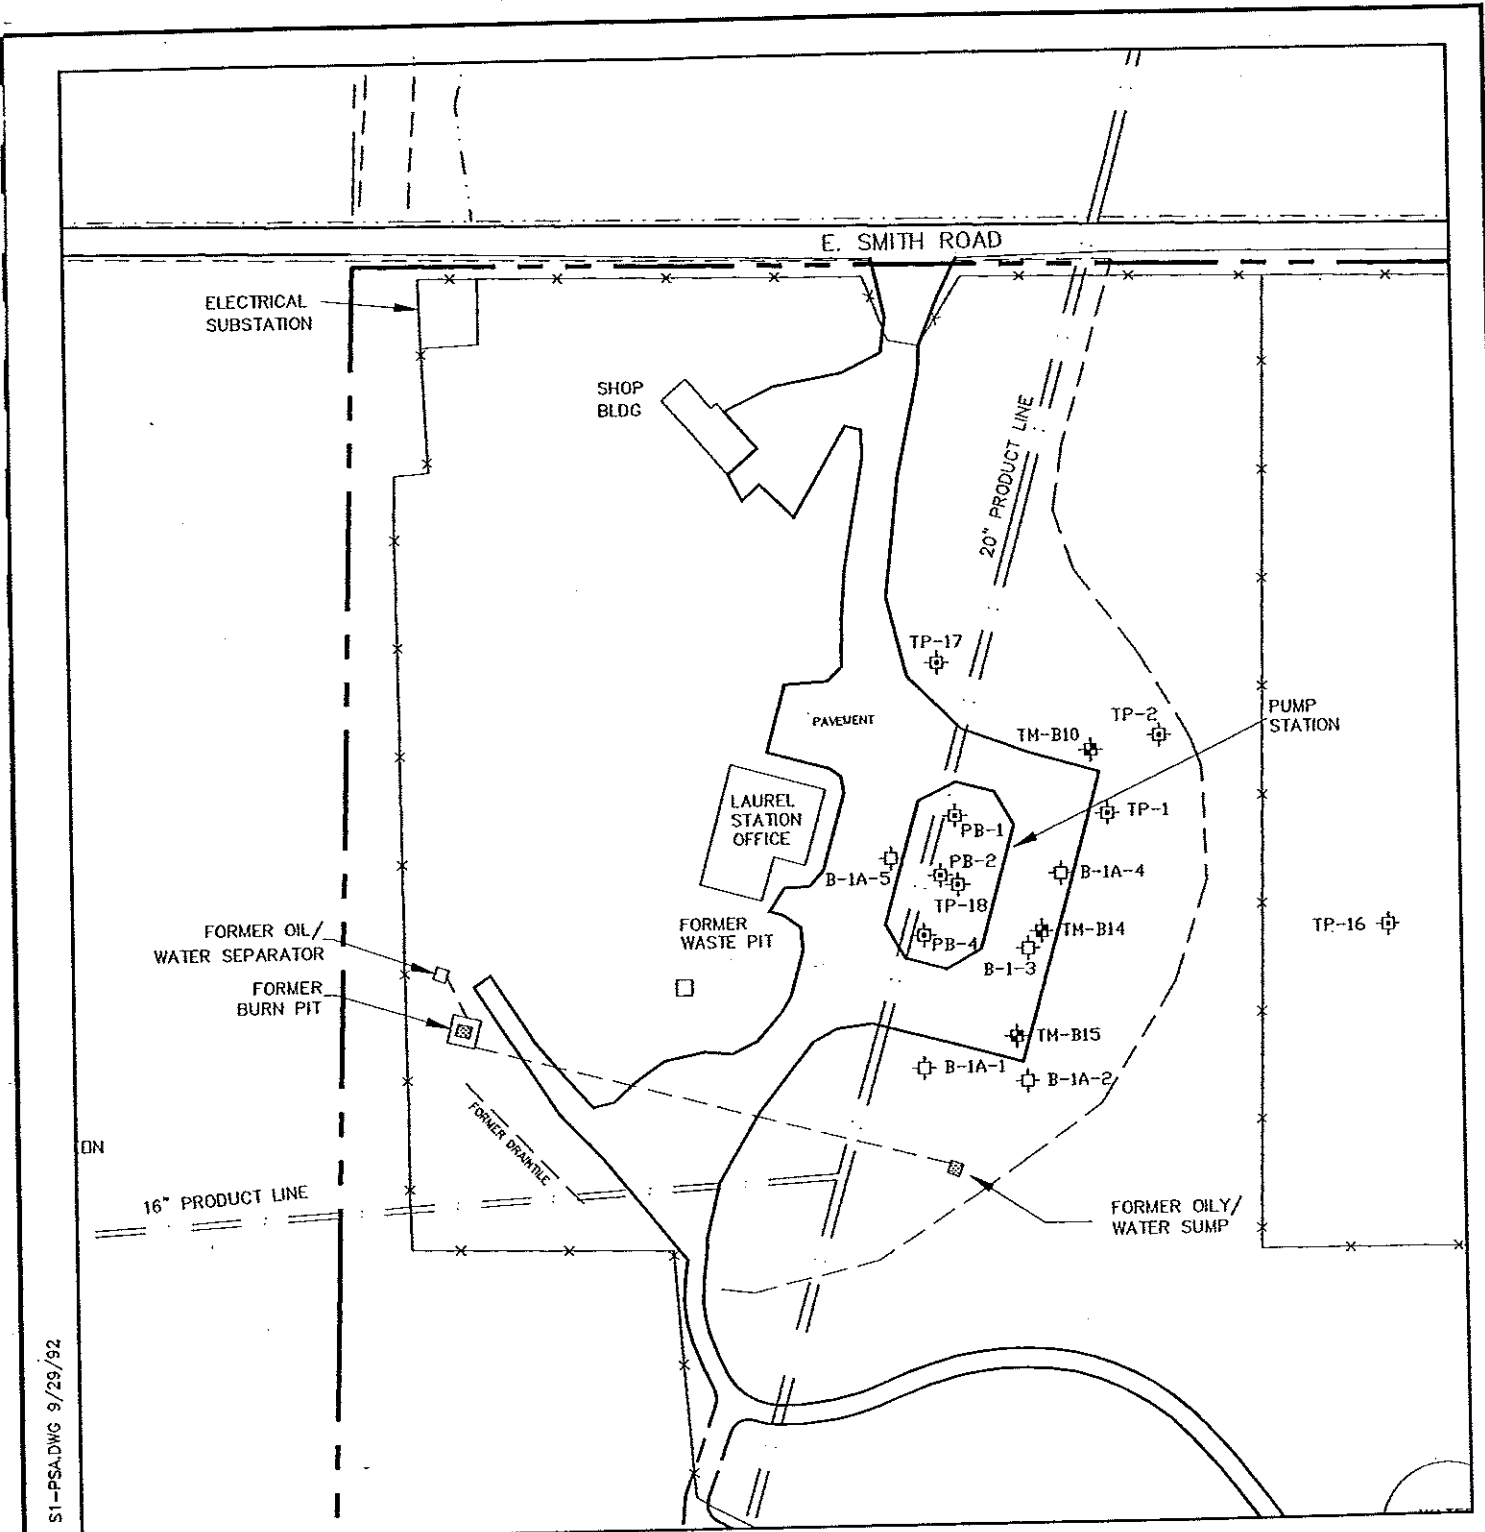 E. SMITH ROAD
ELECTRICAL
SUBSTATION
SHOP
BLDG
20" PRODUCT LINE
TP-17
PAVEMENT
TM-B10
TP-2
PUMP
STATION
LAUREL
STATION
OFFICE
PB-1
TP-1
B-1A-5
PB-2
TP-18
B-1A-4
FORMER
WASTE PIT
PB-4
TM-B14
B-1-3
TP-16
FORMER OIL/
WATER SEPARATOR
FORMER
BURN PIT
TM-B15
B-1A-1
B-1A-2
FORMER DRAINTILE
ON
16" PRODUCT LINE
FORMER OILY/
WATER SUMP
S1-PSA.DWG 9/29/92